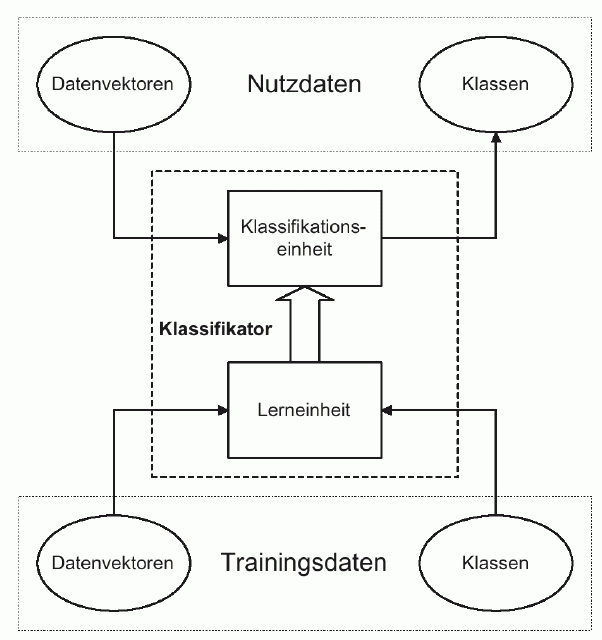 Datenvektoren
Nutzdaten
Klassen
Klassifikations-
einheit
Klassifikator
Lerneinheit
Datenvektoren
Trainingsdaten
Klassen